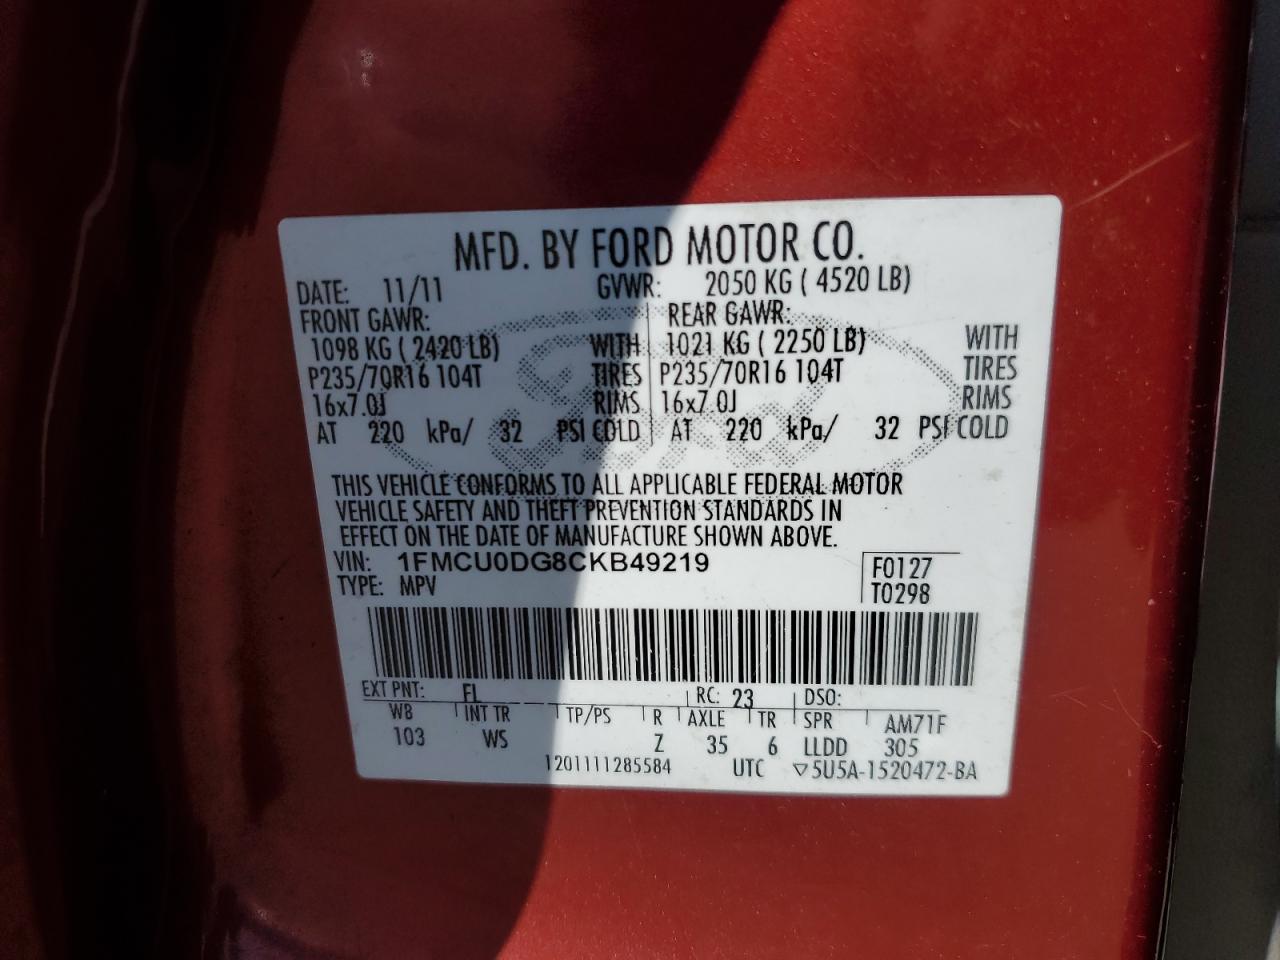 MFD. BY FORD MOTOR CO.
DATE: 11/11 GVWR: 2050 KG ( 4520 LB)
FRONT GAWR: REAR GAWR:
1098 KG ( 2420 LB) WITH 1021 KG ( 2250 LB) WITH
P235/70R16 104T TIRES P235/70R16 104T TIRES
16x7.0J RIMS 16x7.0J RIMS
AT 220 kPa/ 32 PSI COLD AT 220 kPa/ 32 PSI COLD
Ford
THIS VEHICLE CONFORMS TO ALL APPLICABLE FEDERAL MOTOR
VEHICLE SAFETY AND THEFT PREVENTION STANDARDS IN
EFFECT ON THE DATE OF MANUFACTURE SHOWN ABOVE.
VIN: 1FMCU0DG8CKB49219 F0127
TYPE: MPV T0298
EXT PNT: FL RC: 23 DSO:
WB INT TR TP/PS R AXLE TR SPR AM71F
103 WS Z 35 6 LLDD 305
1201111285584 UTC ▽5U5A-1520472-BA